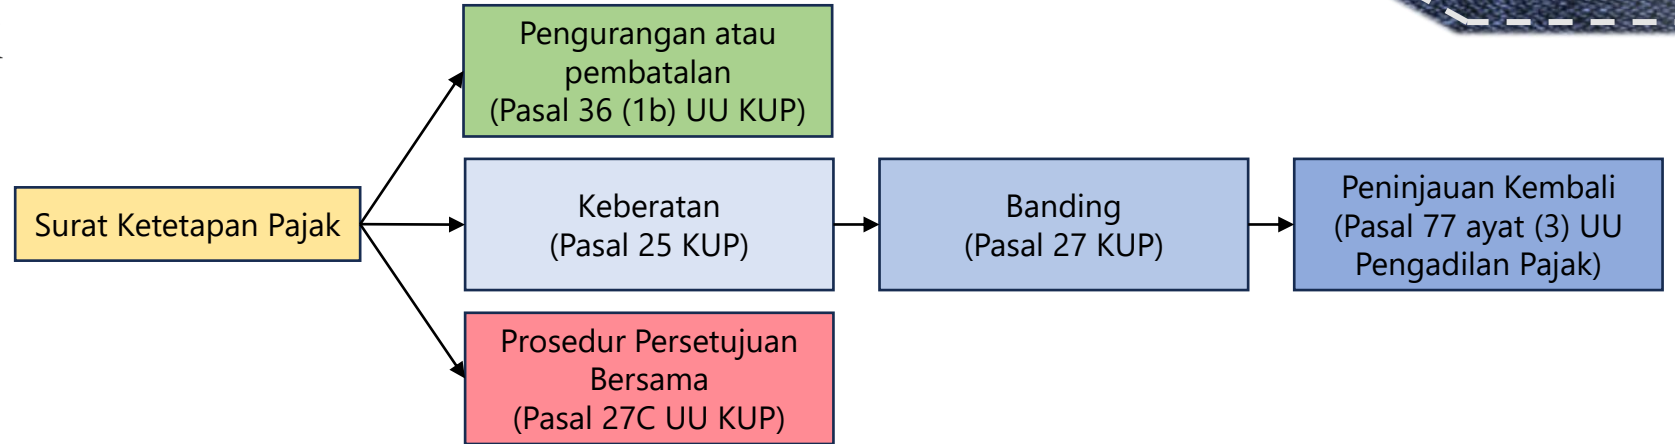 Pengurangan atau
pembatalan
(Pasal 36 (1b) UU KUP)
Surat Ketetapan Pajak
Keberatan
(Pasal 25 KUP)
Banding
(Pasal 27 KUP)
Peninjauan Kembali
(Pasal 77 ayat (3) UU
Pengadilan Pajak)
Prosedur Persetujuan
Bersama
(Pasal 27C UU KUP)